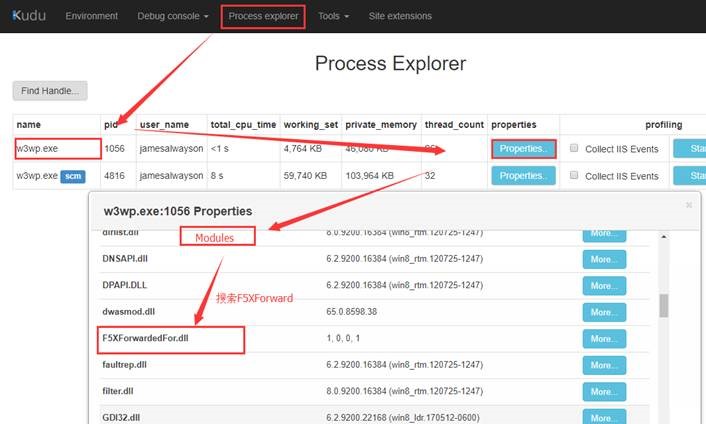 Kudu Environment Debug console Process explorer Tools Site extensions
Process Explorer
Find Handle...
name pid user_name total_cpu_time working_set private_memory thread_count properties profiling
w3wp.exe 1056 jamesalwayson <1 s 4,764 KB 46,080 KB Properties.. Collect IIS Events
w3wp.exe scm 4816 jamesalwayson 8 s 59,740 KB 103,964 KB 32 Properties.. Collect IIS Events
w3wp.exe:1056 Properties ×
Modules
dirlist.dll 8.0.9200.16384 (win8_rtm.120725-1247) More...
DNSAPI.dll 6.2.9200.16384 (win8_rtm.120725-1247) More...
DPAPI.DLL 6.2.9200.16384 (win8_rtm.120725-1247) More...
搜索F5XForward
dwasmod.dll 65.0.8598.38 More...
F5XForwardedFor.dll 1, 0, 0, 1 More...
faultrep.dll 6.2.9200.16384 (win8_rtm.120725-1247) More...
filter.dll 8.0.9200.16384 (win8_rtm.120725-1247) More...
GDI32.dll 6.2.9200.22168 (win8_ldr.170512-0600) More...